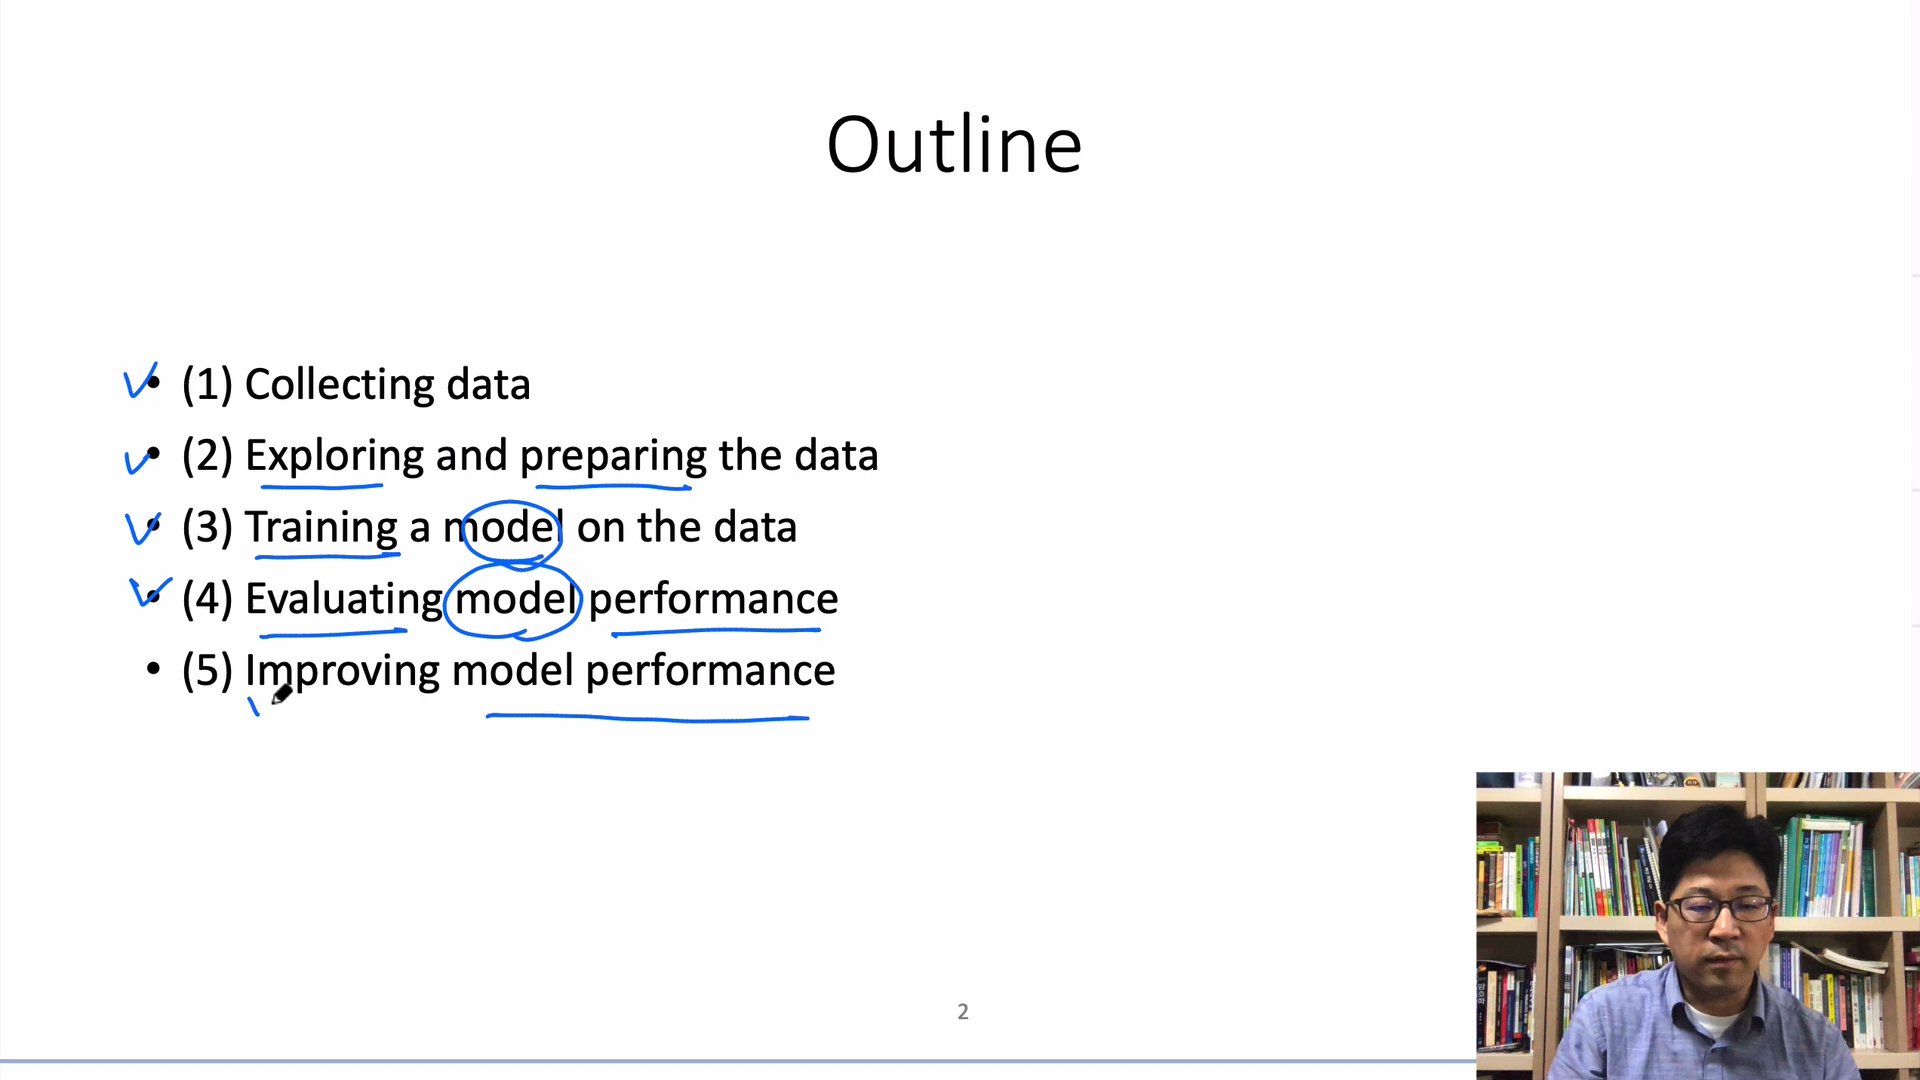 Outline
• (1) Collecting data
• (2) Exploring and preparing the data
• (3) Training a model on the data
• (4) Evaluating model performance
• (5) Improving model performance
2